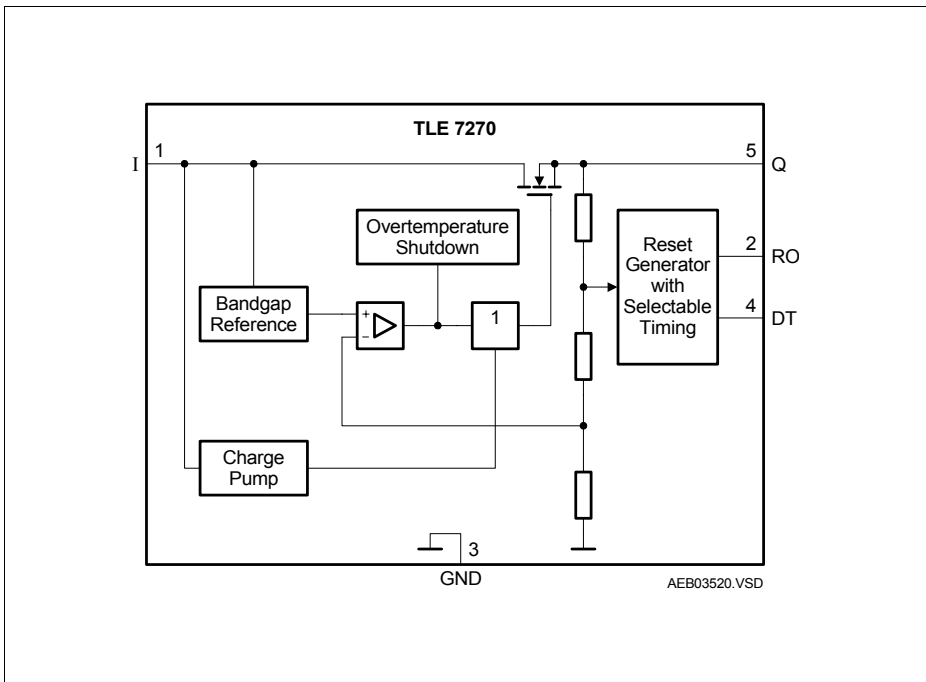 TLE 7270
1
I
5
Q
Overtemperature
Shutdown
Reset
Generator
with
Selectable
Timing
2
RO
4
DT
Bandgap
Reference
+
−
1
Charge
Pump
3
GND
AEB03520.VSD